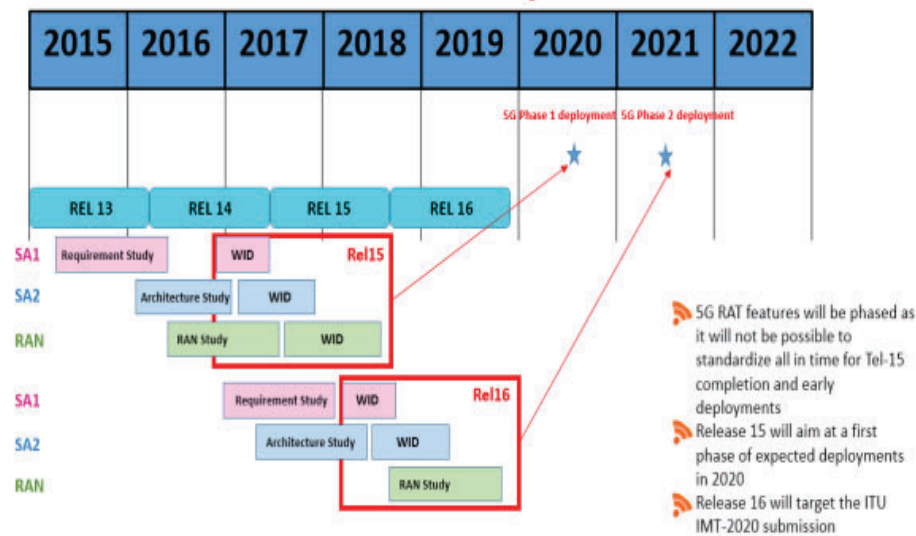 2015 2016 2017 2018 2019 2020 2021 2022
5G Phase 1 deployment 5G Phase 2 deployment
REL 13 REL 14 REL 15 REL 16
SA1 Requirement Study WID Rel15
SA2 Architecture Study WID
RAN RAN Study WID
SA1 Requirement Study WID Rel16
SA2 Architecture Study WID
RAN RAN Study
5G RAT features will be phased as
it will not be possible to
standardize all in time for Tel-15
completion and early
deployments
Release 15 will aim at a first
phase of expected deployments
in 2020
Release 16 will target the ITU
IMT-2020 submission